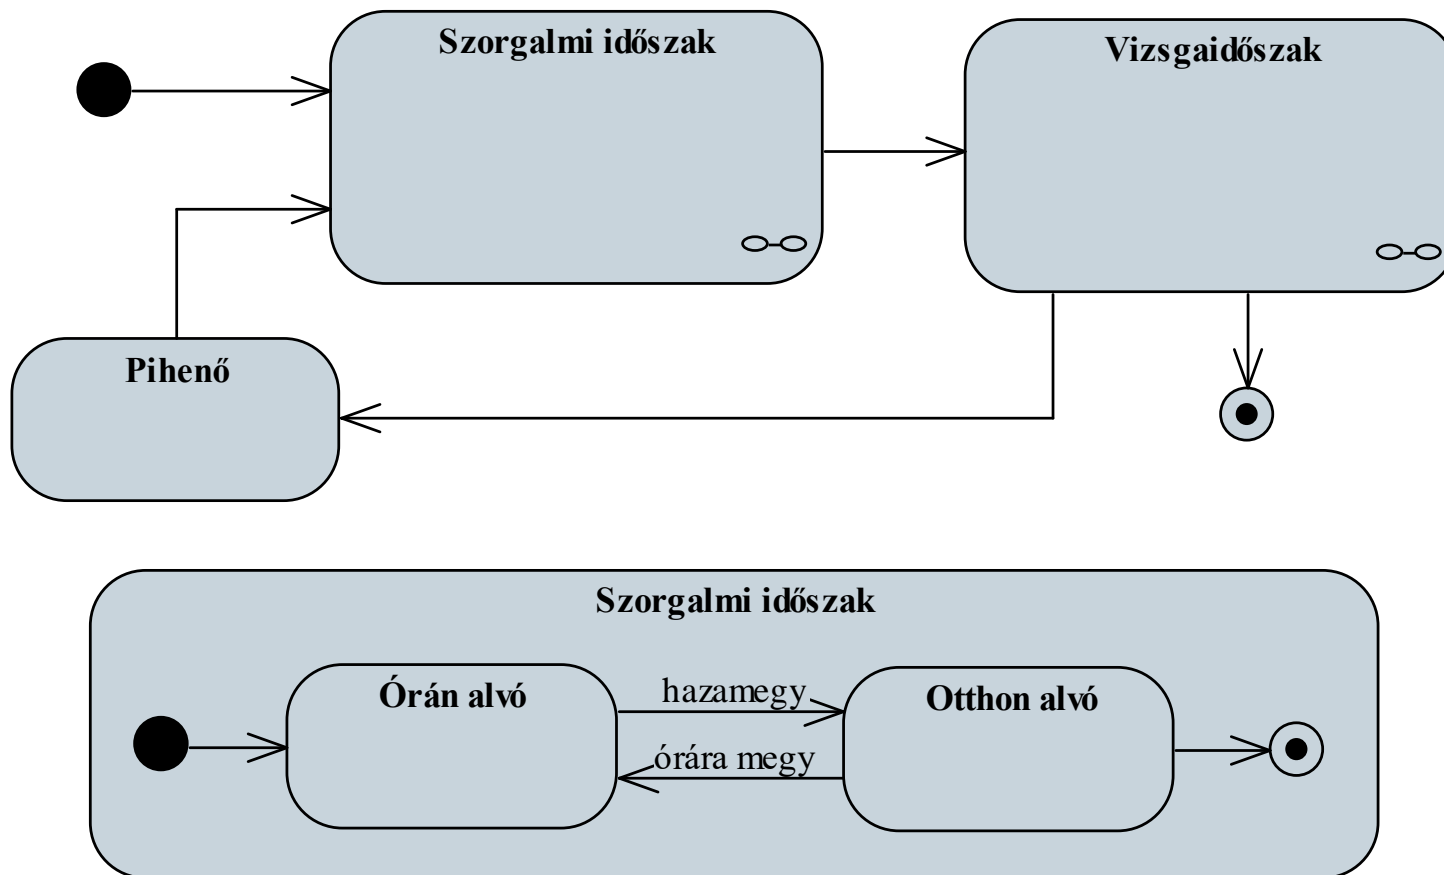 Szorgalmi időszak
Vizsgaidőszak
Pihenő
Szorgalmi időszak
Órán alvó
hazamegy
Otthon alvó
órára megy